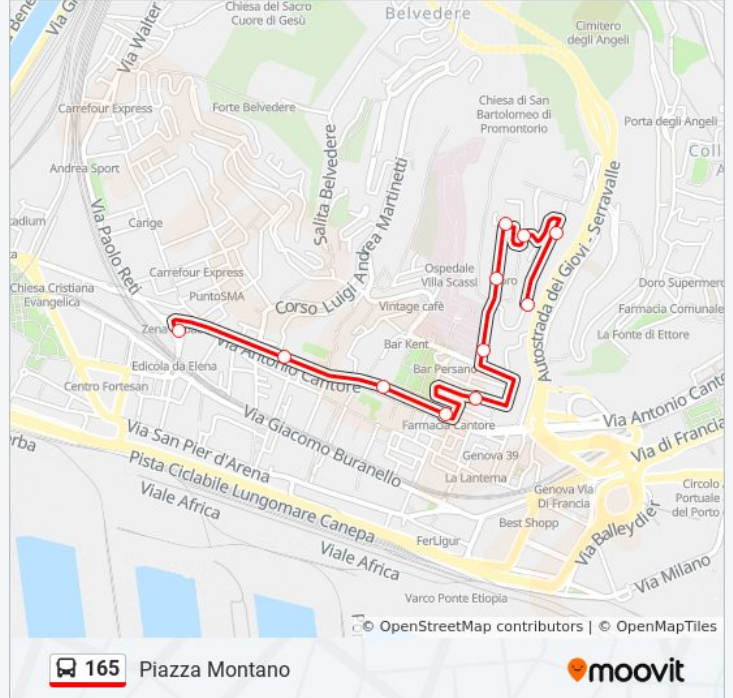 Chiesa del Sacro
Cuore di Gesù
Belvedere
Cimitero
degli Angeli
Via Walter
Carrefour Express
Forte Belvedere
Chiesa di San
Bartolomeo di
Promontorio
Porta degli Angeli
Coll
Andrea Sport
Salita Belvedere
Corso Luigi Andrea Martinetti
Autostrada dei Giovi - Serravalle
Via Paolo Reti
Carige
Chiesa Cristiana
Evangelica
Carrefour Express
PuntoSMA
Ospedale
Villa Scassi
Vintage cafè
Doro Supermer
Farmacia Comunale
La Fonte di Ettore
Bar Kent
Edicola da Elena
Via Antonio Cantore
Bar Persano
Centro Fortesan
Farmacia Cantore
Via Antonio Canto
Via di Francia
Via San Pier d'Arena
Via Giacomo Buranello
Genova 39
La Lanterna
Pista Ciclabile Lungomare Canepa
Viale Africa
Genova Via
Di Francia
Circolo
Portuale
del Porto
Best Shopp
FerLigur
Via Balleydier
Viale Africa
Via Milano
Varco Ponte Etiopia
© OpenStreetMap contributors | © OpenMapTiles
165 Piazza Montano
moovit